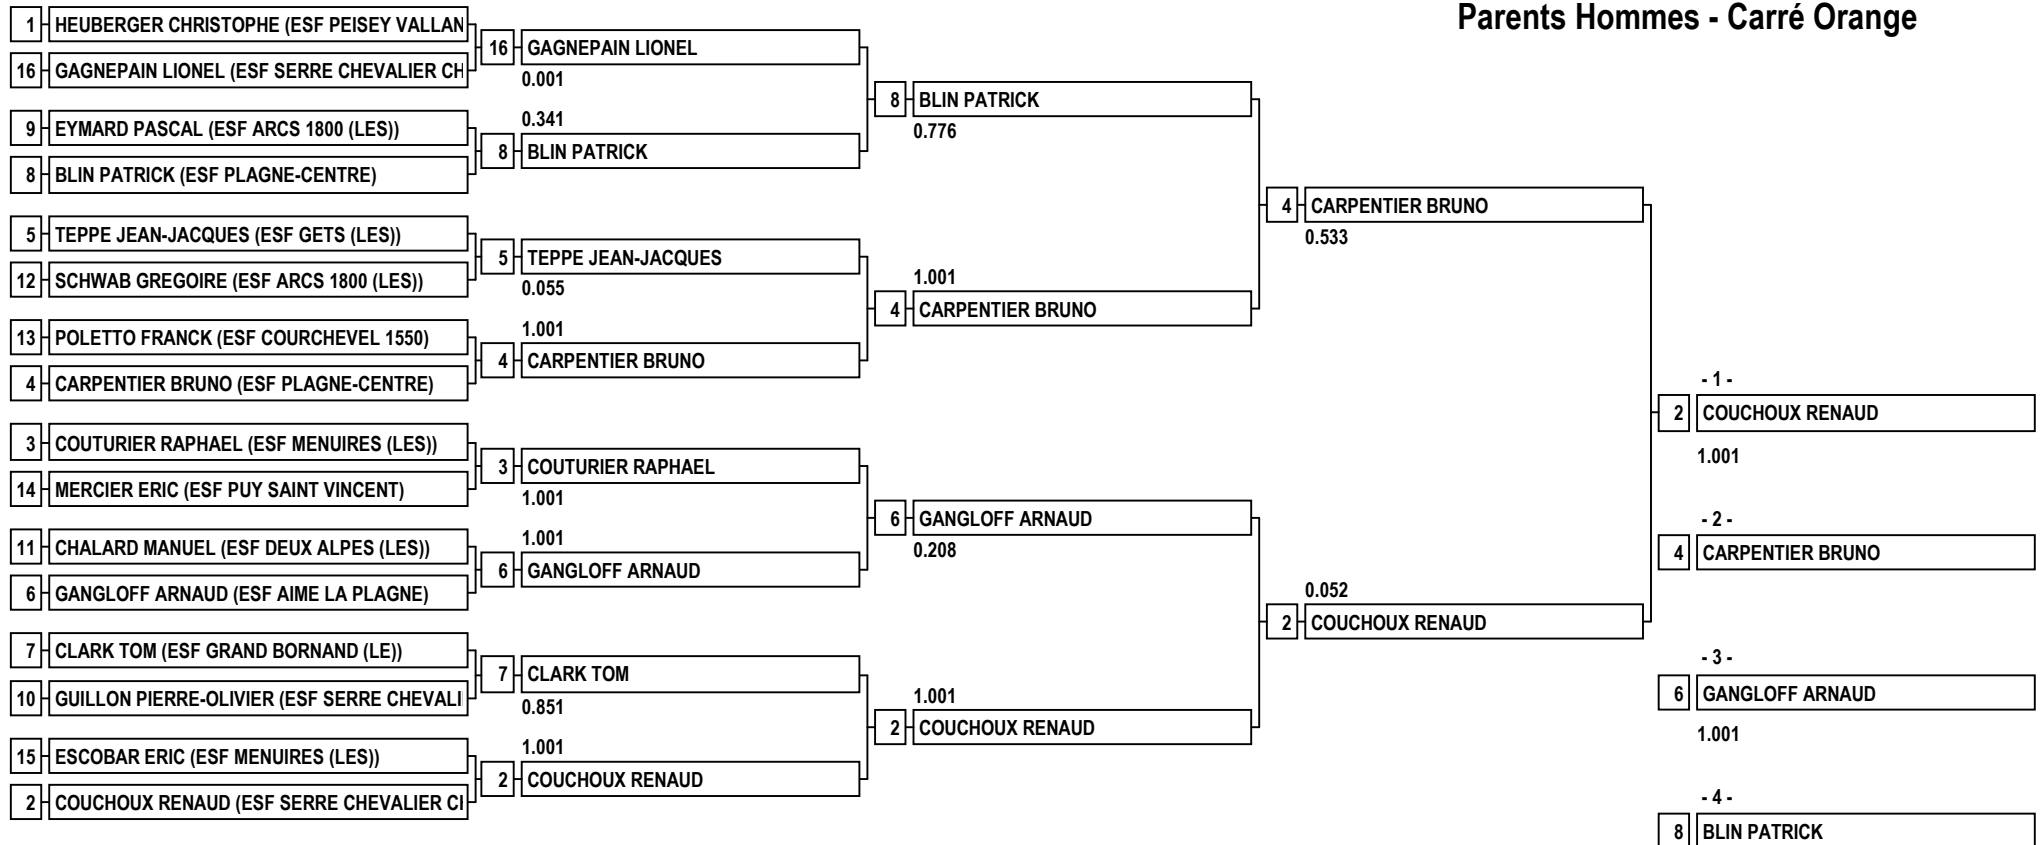 Parents Hommes - Carré Orange
1 HEUBERGER CHRISTOPHE (ESF PEISEY VALLAN
16 GAGNEPAIN LIONEL (ESF SERRE CHEVALIER CH
9 EYMARD PASCAL (ESF ARCS 1800 (LES))
8 BLIN PATRICK (ESF PLAGNE-CENTRE)
5 TEPPE JEAN-JACQUES (ESF GETS (LES))
12 SCHWAB GREGOIRE (ESF ARCS 1800 (LES))
13 POLETTO FRANCK (ESF COURCHEVEL 1550)
4 CARPENTIER BRUNO (ESF PLAGNE-CENTRE)
3 COUTURIER RAPHAEL (ESF MENUIRES (LES))
14 MERCIER ERIC (ESF PUY SAINT VINCENT)
11 CHALARD MANUEL (ESF DEUX ALPES (LES))
6 GANGLOFF ARNAUD (ESF AIME LA PLAGNE)
7 CLARK TOM (ESF GRAND BORNAND (LE))
10 GUILLON PIERRE-OLIVIER (ESF SERRE CHEVALI
15 ESCOBAR ERIC (ESF MENUIRES (LES))
2 COUCHOUX RENAUD (ESF SERRE CHEVALIER CI
16 GAGNEPAIN LIONEL
0.001
0.341
8 BLIN PATRICK
5 TEPPE JEAN-JACQUES
0.055
1.001
4 CARPENTIER BRUNO
3 COUTURIER RAPHAEL
1.001
1.001
6 GANGLOFF ARNAUD
7 CLARK TOM
0.851
1.001
2 COUCHOUX RENAUD
8 BLIN PATRICK
0.776
1.001
4 CARPENTIER BRUNO
6 GANGLOFF ARNAUD
0.208
1.001
2 COUCHOUX RENAUD
4 CARPENTIER BRUNO
0.533
0.052
2 COUCHOUX RENAUD
- 1 -
2 COUCHOUX RENAUD
1.001
- 2 -
4 CARPENTIER BRUNO
- 3 -
6 GANGLOFF ARNAUD
1.001
- 4 -
8 BLIN PATRICK